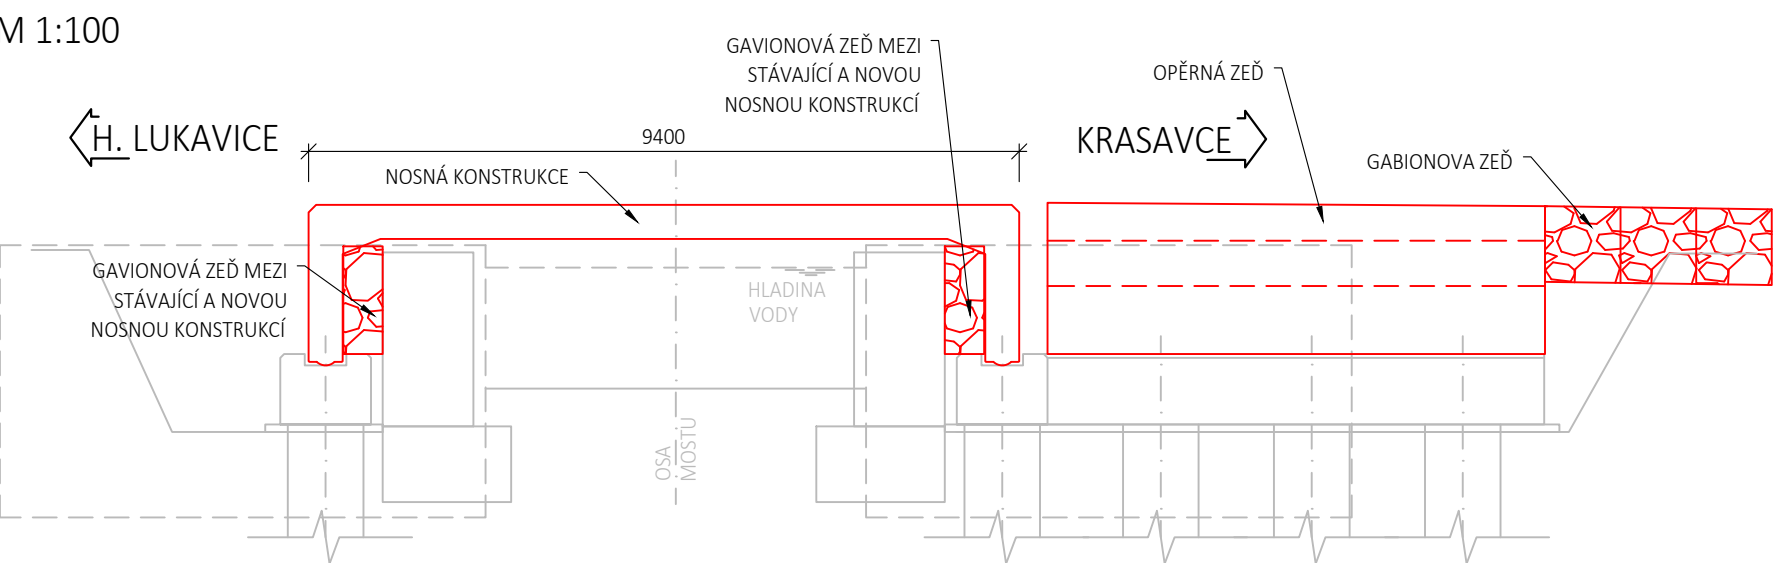 M 1:100
GAVIONOVÁ ZEĎ MEZI
STÁVAJÍCÍ A NOVOU
NOSNOU KONSTRUKCÍ
OPĚRNÁ ZEĎ
H. LUKAVICE
9400
KRASAVCE
GABIONOVA ZEĎ
NOSNÁ KONSTRUKCE
GAVIONOVÁ ZEĎ MEZI
STÁVAJÍCÍ A NOVOU
NOSNOU KONSTRUKCÍ
HLADINA
VODY
OSA
MOSTU